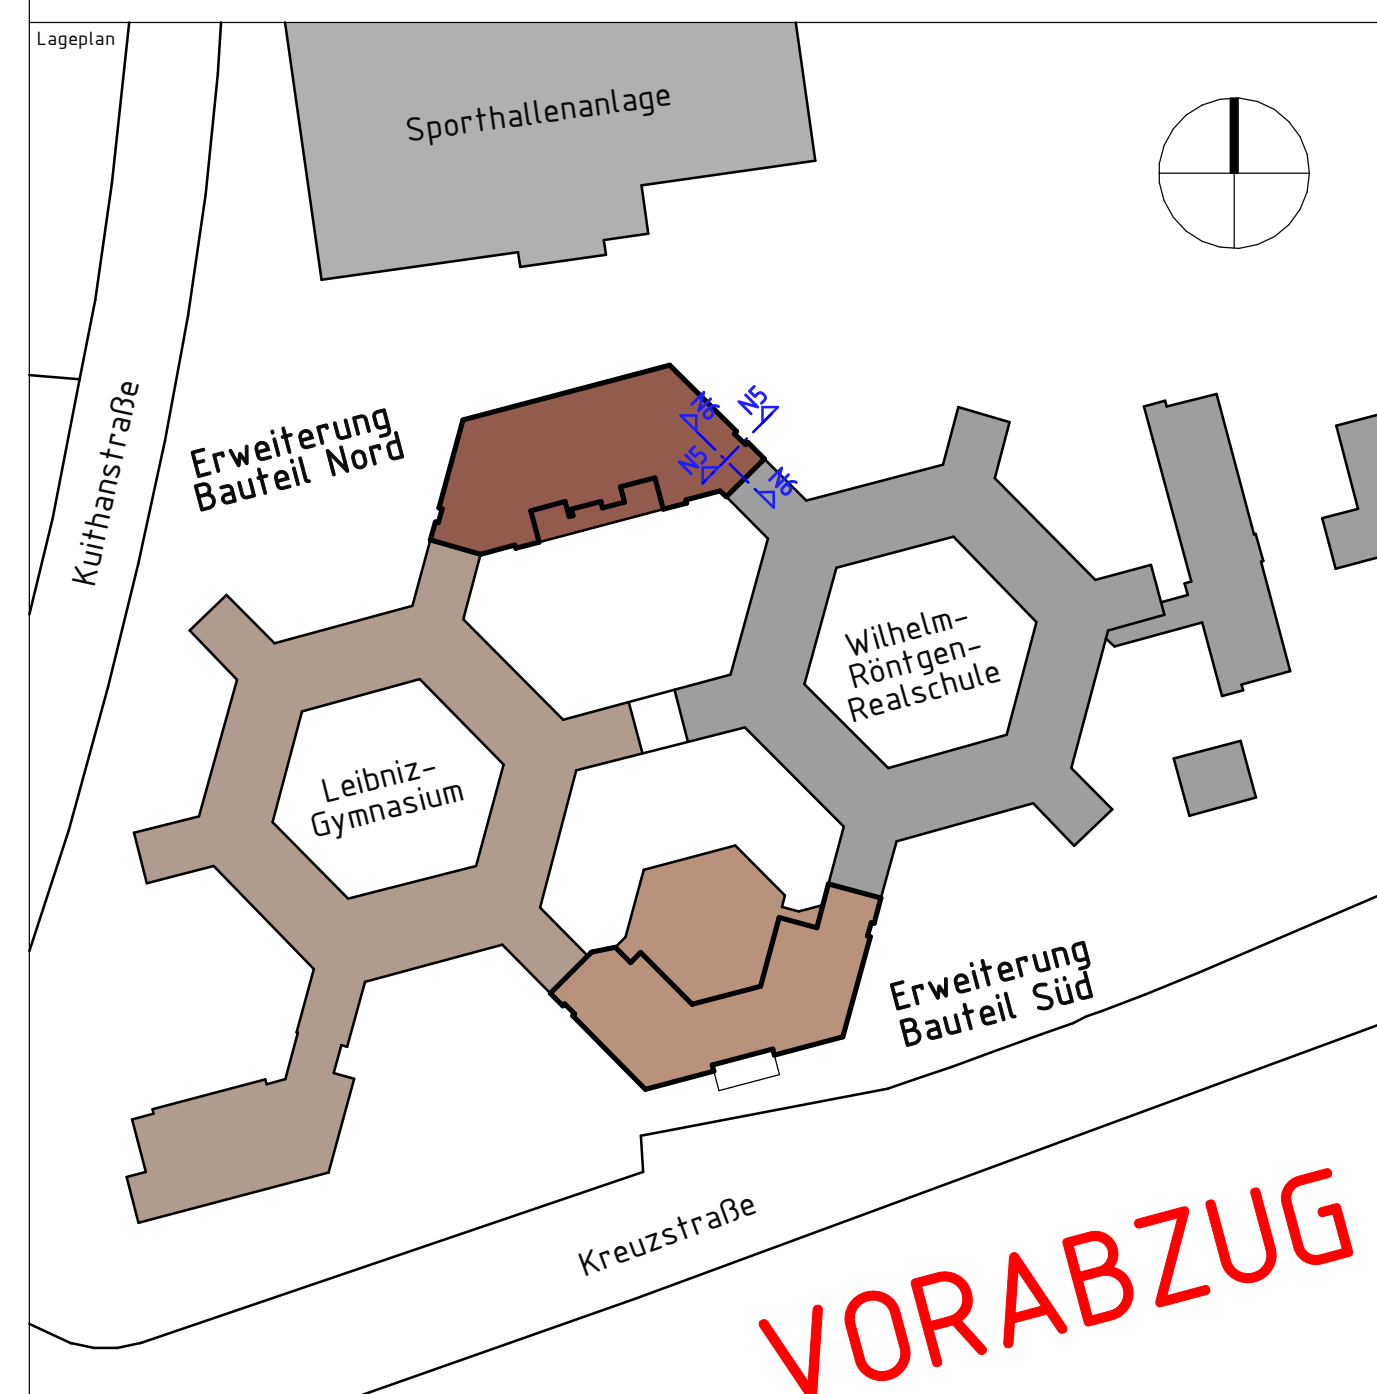 Lageplan
Sporthallenanlage
Kuithanstraße
Erweiterung
Bauteil Nord
N6
N5
N5
N6
Wilhelm-
Röntgen-
Realschule
Leibniz-
Gymnasium
Erweiterung
Bauteil Süd
Kreuzstraße
VORABZUG